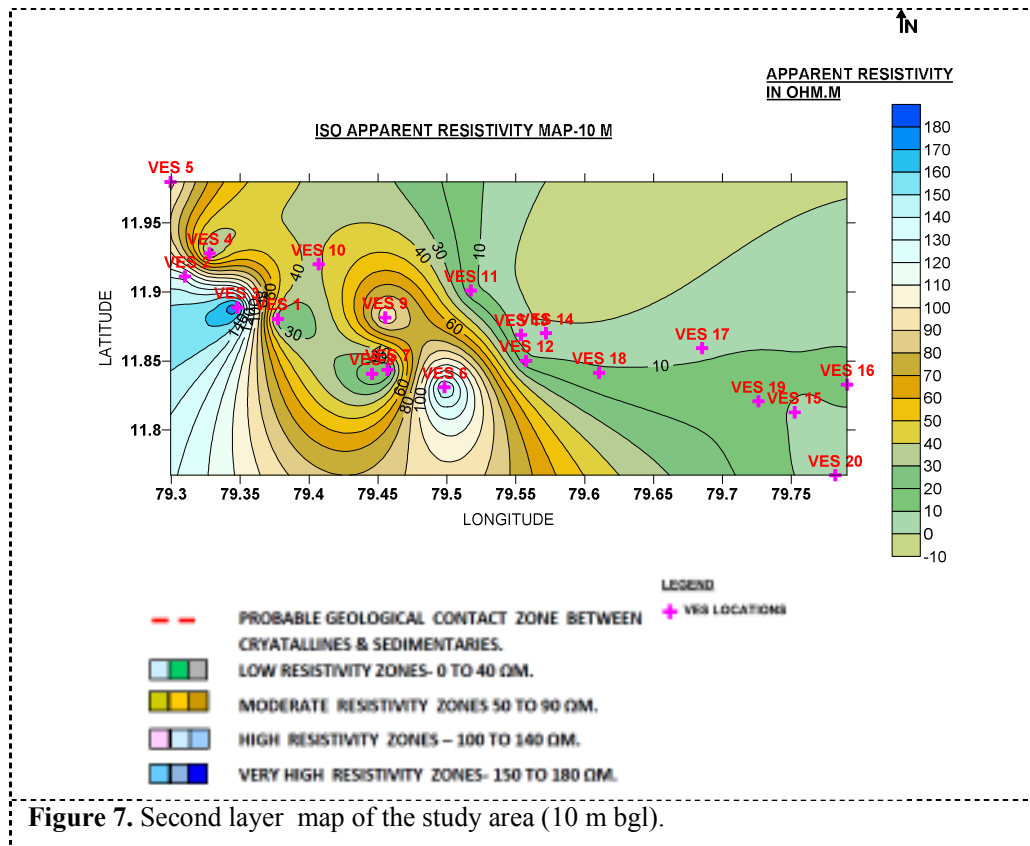 N
APPARENT RESISTIVITY
IN OHM.M
ISO APPARENT RESISTIVITY MAP-10 M
180
170
160
150
140
130
120
110
100
90
80
70
60
50
40
30
20
10
0
-10
VES 5
VES 4
VES 2
VES 3
VES 1
VES 10
VES 9
VES 7
VES 6
VES 11
VES 14
VES 12
VES 18
VES 17
VES 16
VES 19
VES 15
VES 20
40
30
30
40
10
60
60
80
100
10
11.95
11.9
11.85
11.8
LATITUDE
79.3
79.35
79.4
79.45
79.5
79.55
79.6
79.65
79.7
79.75
LONGITUDE
LEGEND
VES LOCATIONS
PROBABLE GEOLOGICAL CONTACT ZONE BETWEEN
CRYATALLINES & SEDIMENTARIES.
LOW RESISTIVITY ZONES- 0 TO 40 ΩM.
MODERATE RESISTIVITY ZONES 50 TO 90 ΩM.
HIGH RESISTIVITY ZONES – 100 TO 140 ΩM.
VERY HIGH RESISTIVITY ZONES- 150 TO 180 ΩM.
Figure 7. Second layer map of the study area (10 m bgl).